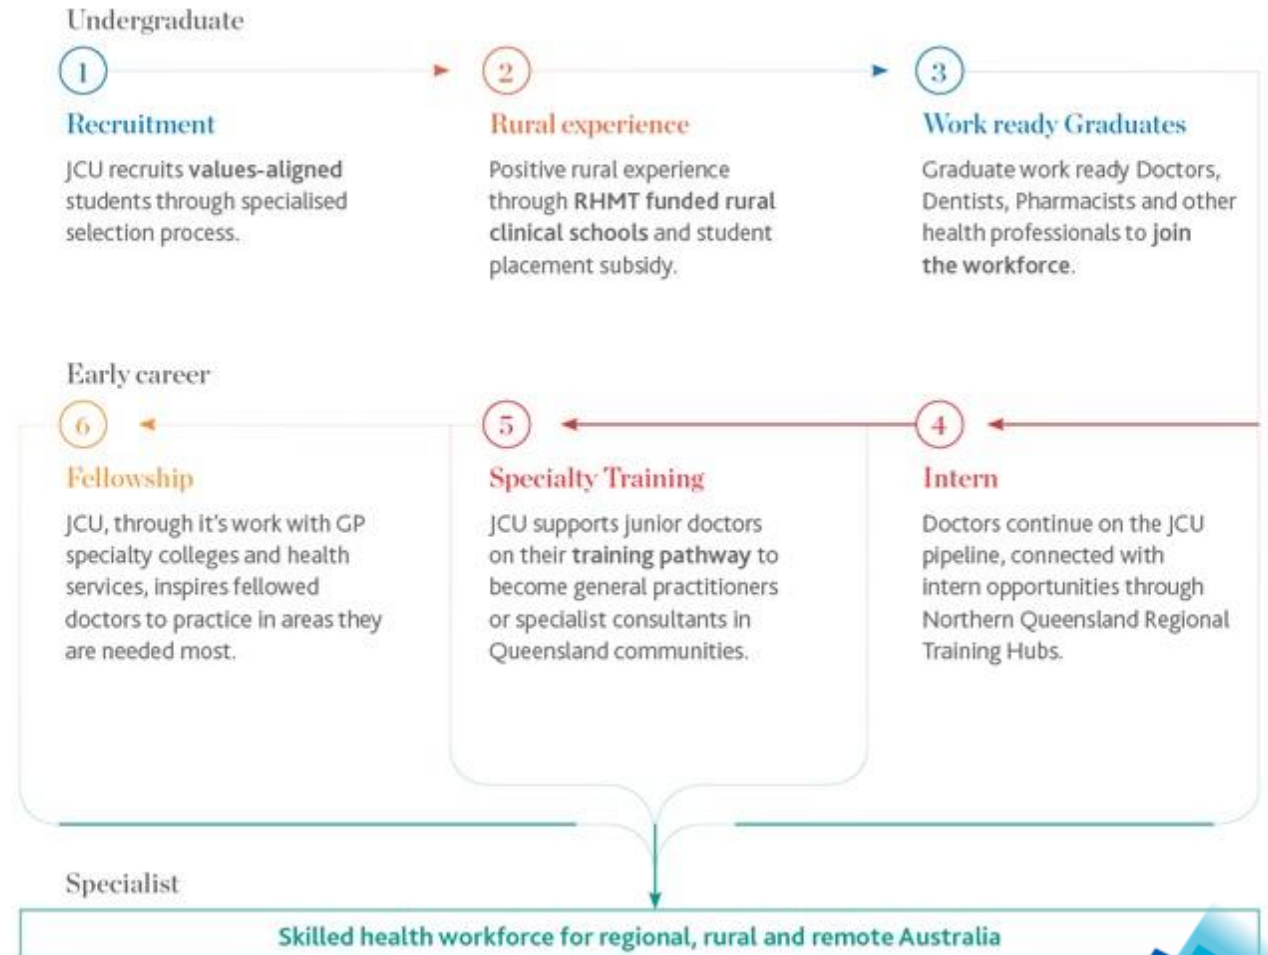 Undergraduate
1
2
3
Recruitment
JCU recruits values-aligned
students through specialised
selection process.
Rural experience
Positive rural experience
through RHMT funded rural
clinical schools and student
placement subsidy.
Work ready Graduates
Graduate work ready Doctors,
Dentists, Pharmacists and other
health professionals to join
the workforce.
Early career
6
5
4
Fellowship
JCU, through it's work with GP
specialty colleges and health
services, inspires fellowed
doctors to practice in areas they
are needed most.
Specialty Training
JCU supports junior doctors
on their training pathway to
become general practitioners
or specialist consultants in
Queensland communities.
Intern
Doctors continue on the JCU
pipeline, connected with
intern opportunities through
Northern Queensland Regional
Training Hubs.
Specialist
Skilled health workforce for regional, rural and remote Australia